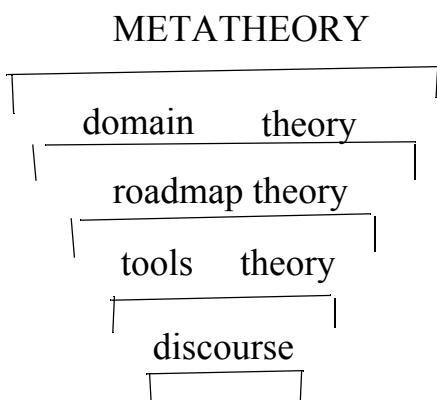 METATHEORY
domain theory
roadmap theory
tools theory
discourse